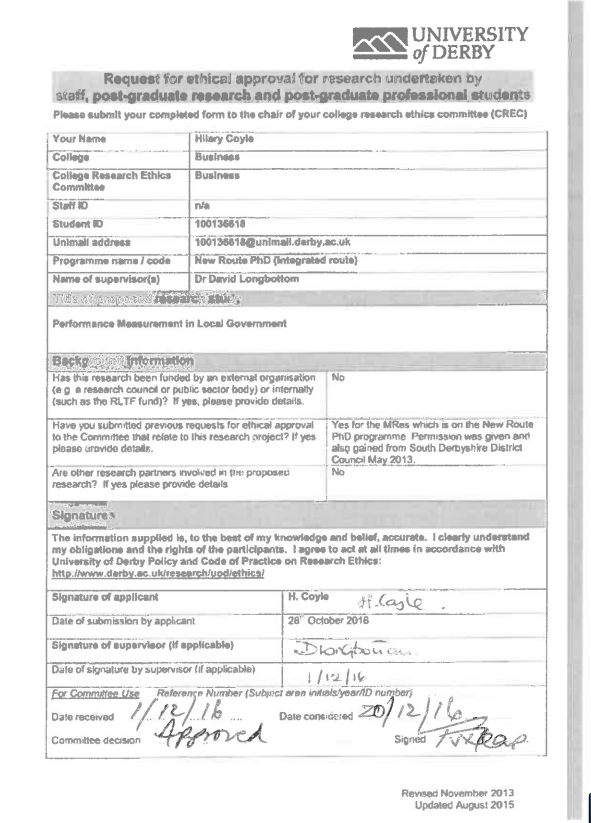 UNIVERSITY
of DERBY
Request for ethical approval for research undertaken by
staff, post-graduate research and post-graduate professional students
Please submit your completed form to the chair of your college research ethics committee (CREC)
Your Name Hilary Coyle
College Business
College Research Ethics Business
Committee
Staff ID n/a
Student ID 100136618
Unimail address 100136618@unimail.derby.ac.uk
Programme name / code New Route PhD (Integrated route)
Name of supervisor(s) Dr David Longbottom
Title of proposed research study
Performance Measurement in Local Government
Background Information
Has this research been funded by an external organisation No
(e.g. a research council or public sector body) or internally
(such as the RLTF fund)? If yes, please provide details.
Have you submitted previous requests for ethical approval Yes for the MRes which is on the New Route
to the Committee that relate to this research project? If yes PhD programme. Permission was given and
please provide details. also gained from South Derbyshire District
Council May 2013.
Are other research partners involved in the proposed No
research? If yes please provide details
Signatures
The information supplied is, to the best of my knowledge and belief, accurate. I clearly understand
my obligations and the rights of the participants. I agree to act at all times in accordance with
University of Derby Policy and Code of Practice on Research Ethics:
http://www.derby.ac.uk/research/uod/ethics/
Signature of applicant H. Coyle H. Coyle.
Date of submission by applicant 28th October 2016
Signature of supervisor (if applicable) DLongbottom
Date of signature by supervisor (if applicable) 1/12/16
For Committee Use Reference Number (Subject area initials/year/ID number)
Date received 1/12/16 .... Date considered 20/12/16
Committee decision Approved Signed
Revised November 2013
Updated August 2015